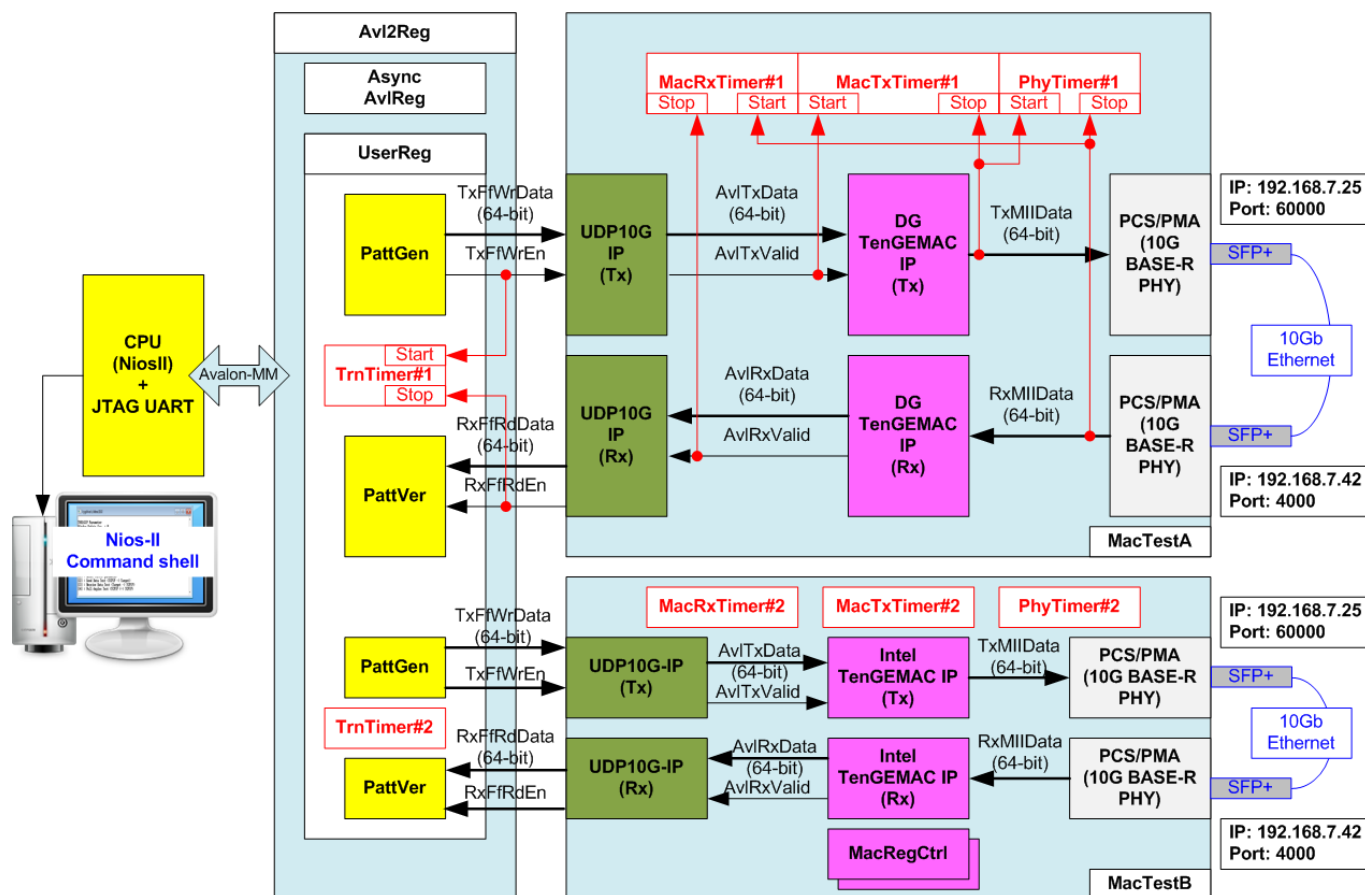 Avl2Reg
Async
AvlReg
UserReg
PattGen
TxFfWrData
(64-bit)
TxFfWrEn
TrnTimer#1
Start
Stop
RxFfRdData
(64-bit)
PattVer
RxFfRdEn
CPU
(NiosII)
+
JTAG UART
Avalon-MM
Nios-II
Command shell
MacRxTimer#1
Stop
Start
MacTxTimer#1
Start
Stop
PhyTimer#1
Start
Stop
UDP10G
IP
(Tx)
AvlTxData
(64-bit)
AvlTxValid
DG
TenGEMAC
IP
(Tx)
TxMIIData
(64-bit)
PCS/PMA
(10G
BASE-R
PHY)
IP: 192.168.7.25
Port: 60000
SFP+
10Gb
Ethernet
UDP10G
IP
(Rx)
AvlRxData
(64-bit)
AvlRxValid
DG
TenGEMAC
IP
(Rx)
RxMIIData
(64-bit)
PCS/PMA
(10G
BASE-R
PHY)
SFP+
IP: 192.168.7.42
Port: 4000
MacTestA
PattGen
TxFfWrData
(64-bit)
TxFfWrEn
TrnTimer#2
RxFfRdData
(64-bit)
PattVer
RxFfRdEn
MacRxTimer#2
MacTxTimer#2
PhyTimer#2
UDP10G-IP
(Tx)
AvlTxData
(64-bit)
AvlTxValid
Intel
TenGEMAC IP
(Tx)
TxMIIData
(64-bit)
PCS/PMA
(10G BASE-R
PHY)
IP: 192.168.7.25
Port: 60000
SFP+
10Gb
Ethernet
UDP10G-IP
(Rx)
AvlRxData
(64-bit)
AvlRxValid
Intel
TenGEMAC IP
(Rx)
RxMIIData
(64-bit)
PCS/PMA
(10G BASE-R
PHY)
SFP+
IP: 192.168.7.42
Port: 4000
MacRegCtrl
MacTestB